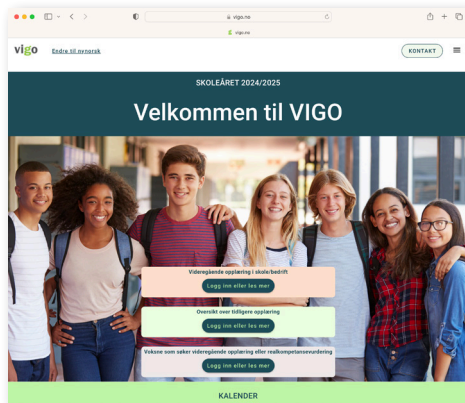 vigo.no
vigo.no
vigo
Endre til nynorsk
KONTAKT
SKOLEÅRET 2024/2025
Velkommen til VIGO
Videregående opplæring i skole/bedrift
Logg inn eller les mer
Oversikt over tidligere opplæring
Logg inn eller les mer
Voksne som søker videregående opplæring eller realkompetansevurdering
Logg inn eller les mer
KALENDER